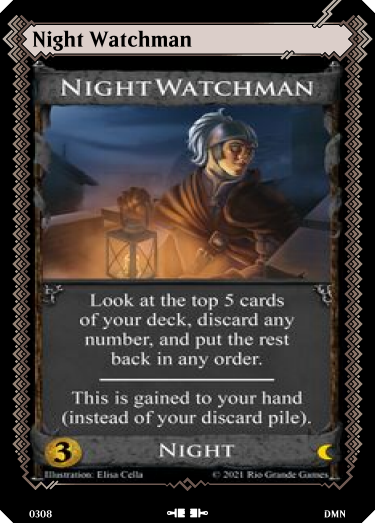 Night Watchman
NIGHT WATCHMAN
Look at the top 5 cards
of your deck, discard any
number, and put the rest
back in any order.
This is gained to your hand
(instead of your discard pile).
3 NIGHT
Illustration: Elisa Cella © 2021 Rio Grande Games
0308 DMN